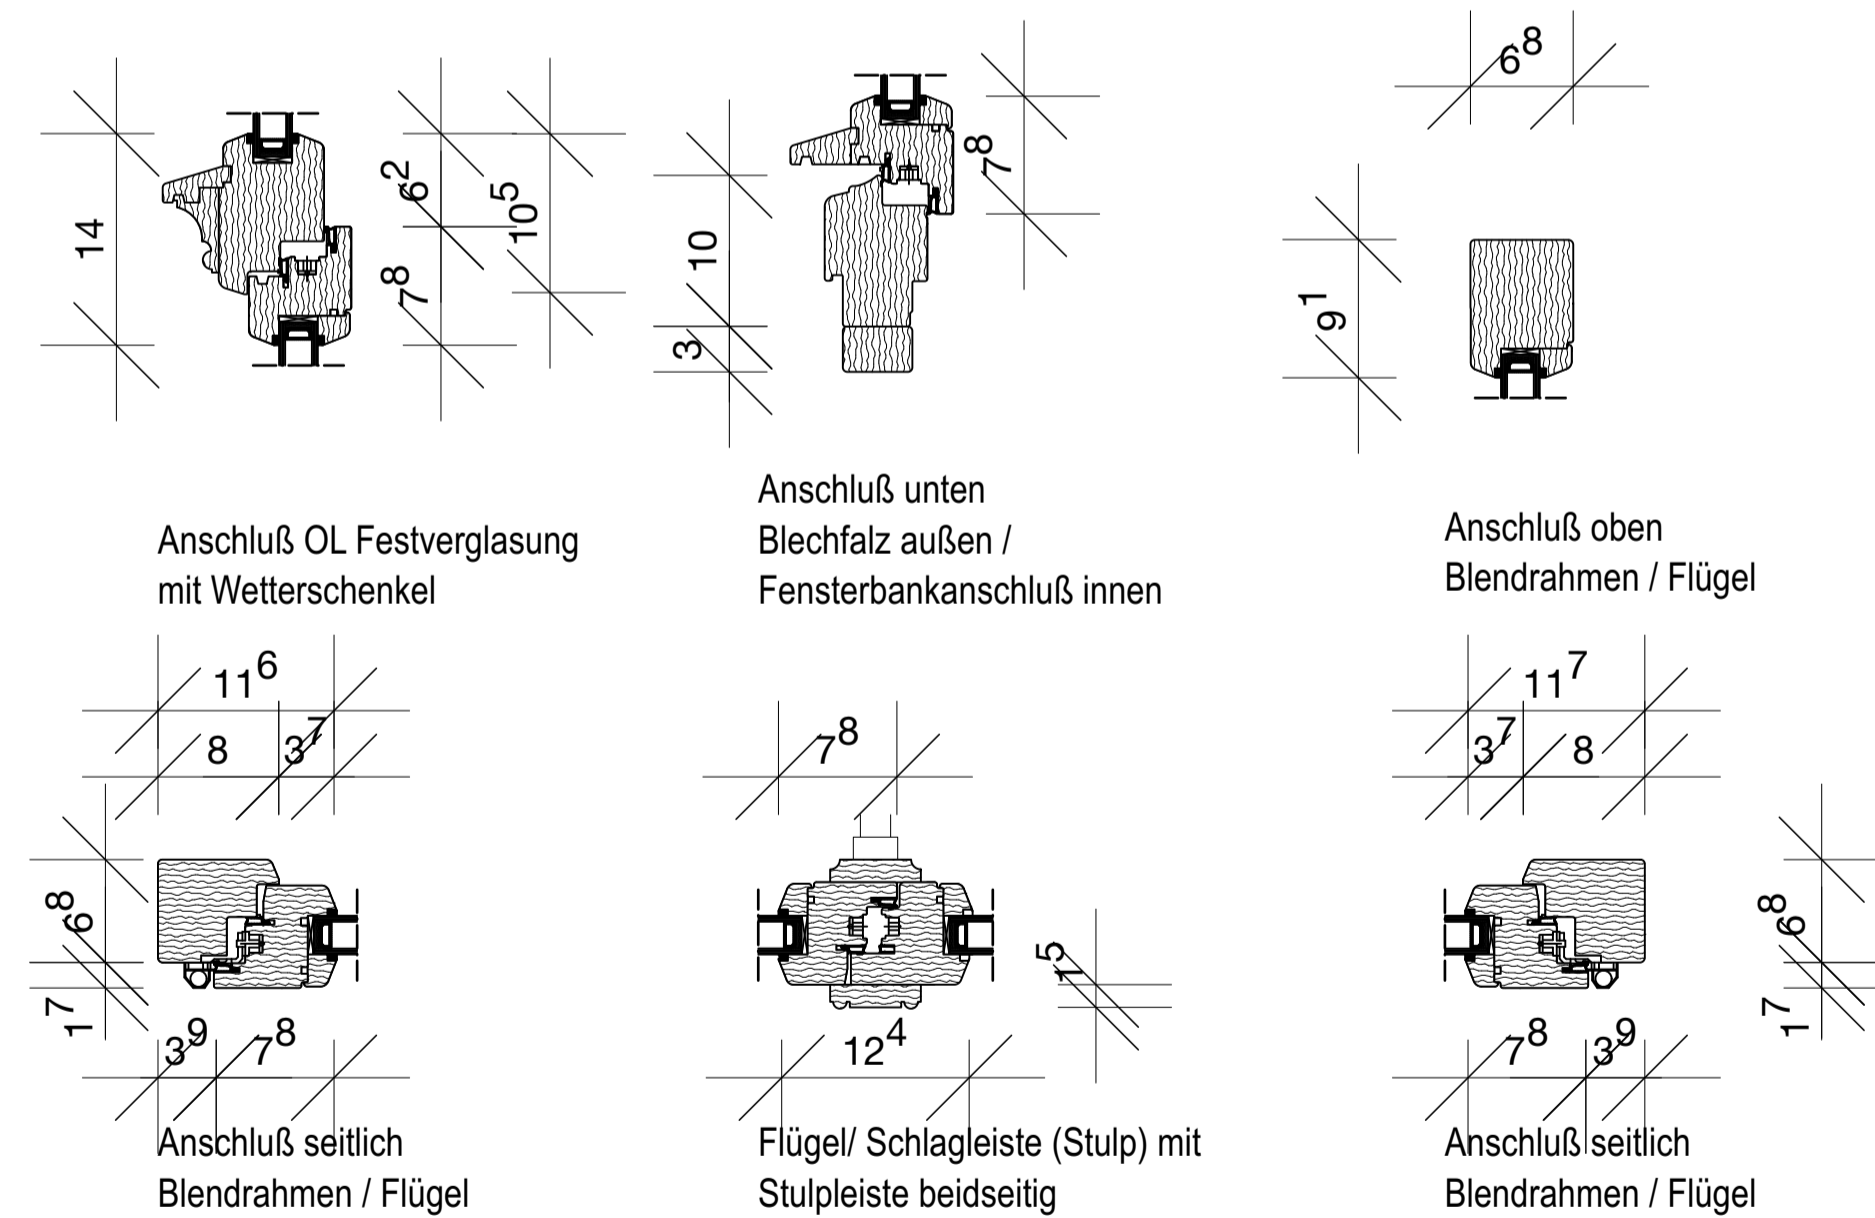 14
6²
7⁸
10⁵
Anschluß OL Festverglasung
mit Wetterschenkel
10
3
7⁸
Anschluß unten
Blechfalz außen /
Fensterbankanschluß innen
6⁸
9¹
Anschluß oben
Blendrahmen / Flügel
11⁶
8 3⁷
6⁸
1⁷
3⁹ 7⁸
Anschluß seitlich
Blendrahmen / Flügel
7⁸
1⁵
12⁴
Flügel/ Schlagleiste (Stulp) mit
Stulpleiste beidseitig
11⁷
3⁷ 8
6⁸
1⁷
7⁸ 3⁹
Anschluß seitlich
Blendrahmen / Flügel